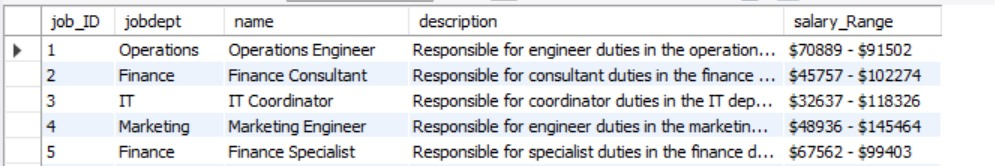 job_ID jobdept name description salary_Range
1 Operations Operations Engineer Responsible for engineer duties in the operation... $70889 - $91502
2 Finance Finance Consultant Responsible for consultant duties in the finance ... $45757 - $102274
3 IT IT Coordinator Responsible for coordinator duties in the IT dep... $32637 - $118326
4 Marketing Marketing Engineer Responsible for engineer duties in the marketin... $48936 - $145464
5 Finance Finance Specialist Responsible for specialist duties in the finance d... $67562 - $99403